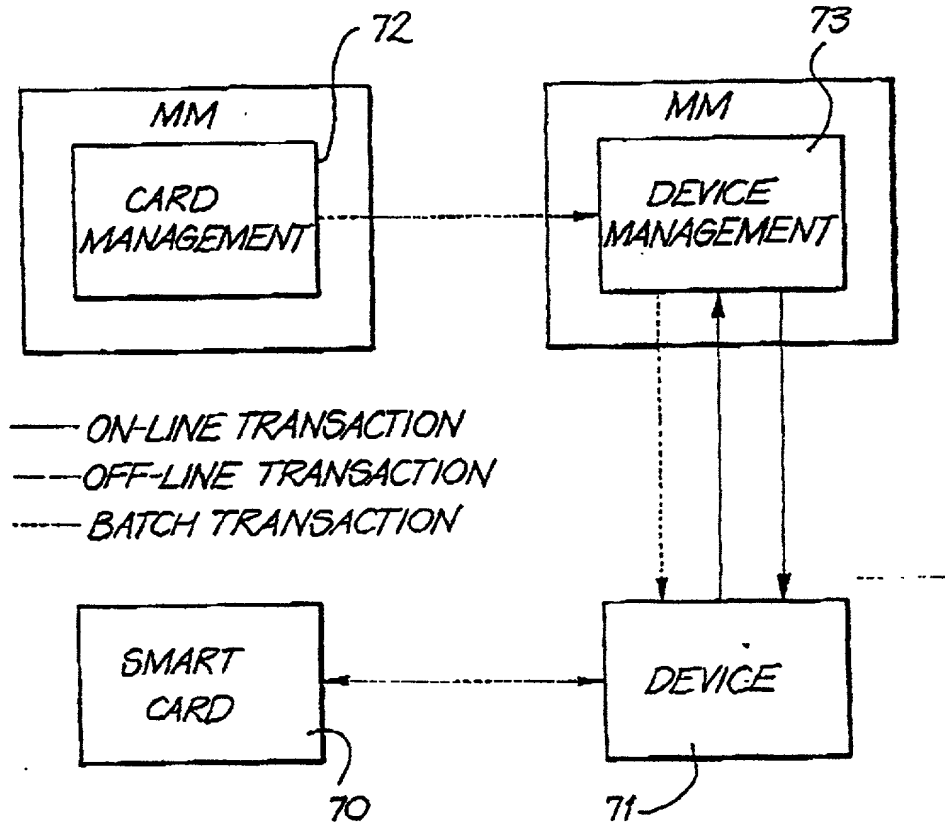 72
73
MM
MM
CARD
MANAGEMENT
DEVICE
MANAGEMENT
ON-LINE TRANSACTION
OFF-LINE TRANSACTION
BATCH TRANSACTION
SMART
CARD
DEVICE
70
71